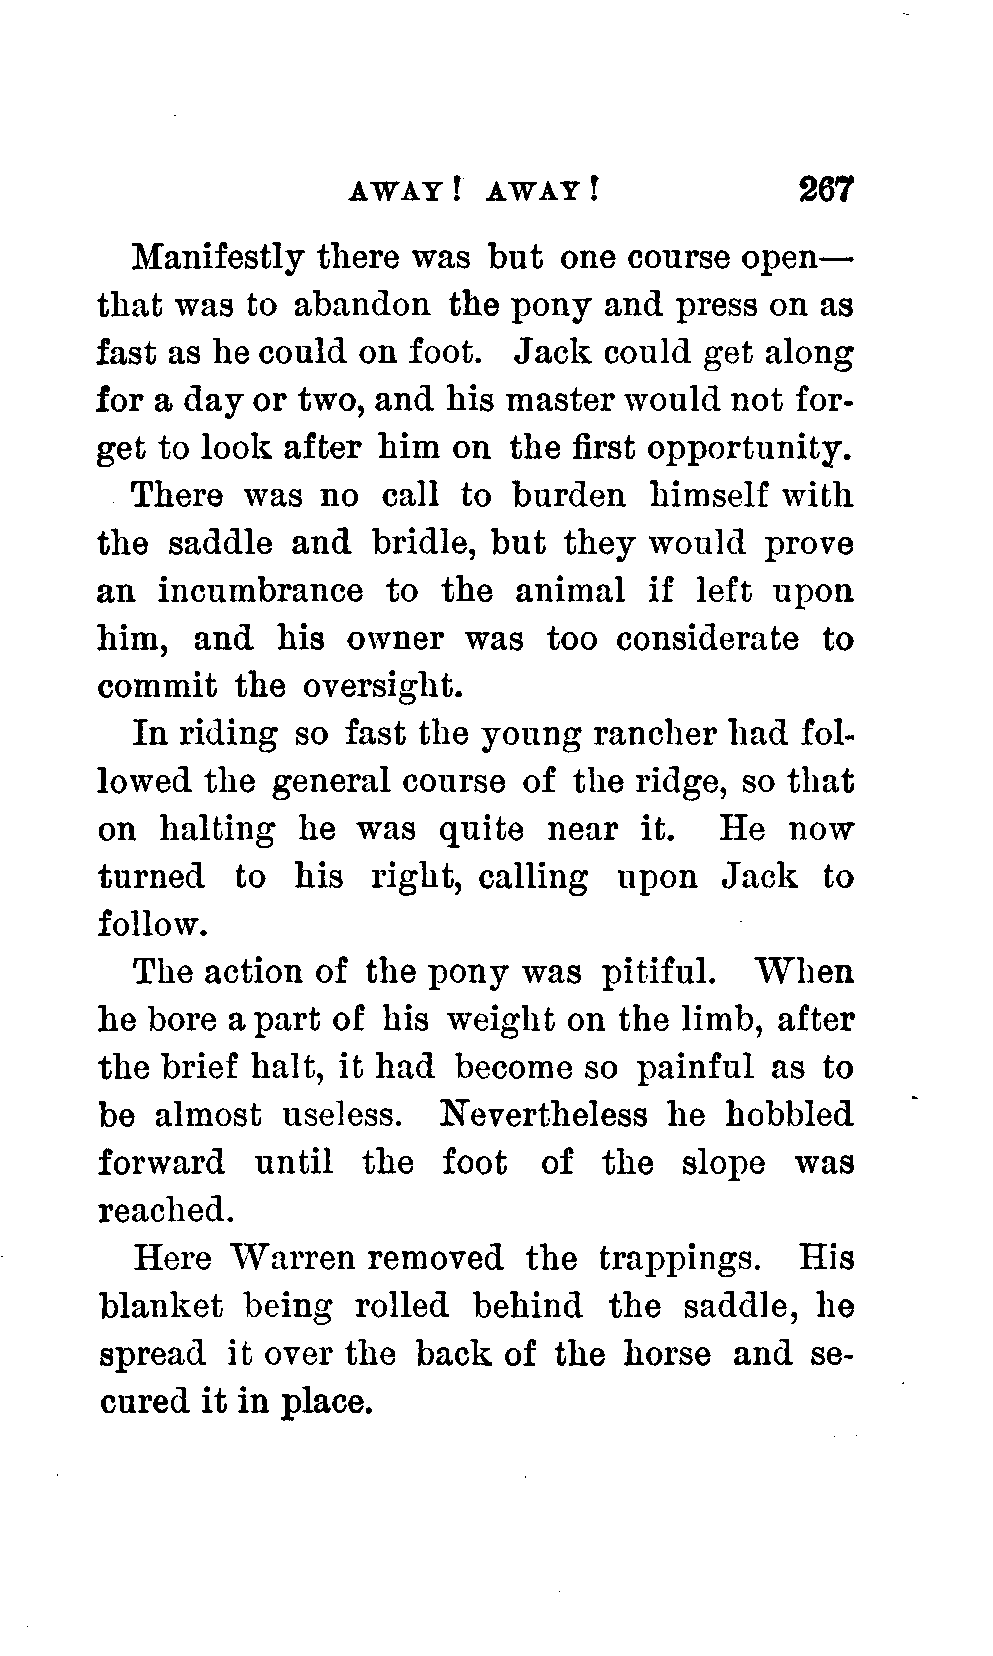 AWAY! AWAY! 267
Manifestly there was but one course open—
that was to abandon the pony and press on as
fast as he could on foot. Jack could get along
for a day or two, and his master would not for-
get to look after him on the first opportunity.
There was no call to burden himself with
the saddle and bridle, but they would prove
an incumbrance to the animal if left upon
him, and his owner was too considerate to
commit the oversight.
In riding so fast the young rancher had fol-
lowed the general course of the ridge, so that
on halting he was quite near it. He now
turned to his right, calling upon Jack to
follow.
The action of the pony was pitiful. When
he bore a part of his weight on the limb, after
the brief halt, it had become so painful as to
be almost useless. Nevertheless he hobbled
forward until the foot of the slope was
reached.
Here Warren removed the trappings. His
blanket being rolled behind the saddle, he
spread it over the back of the horse and se-
cured it in place.